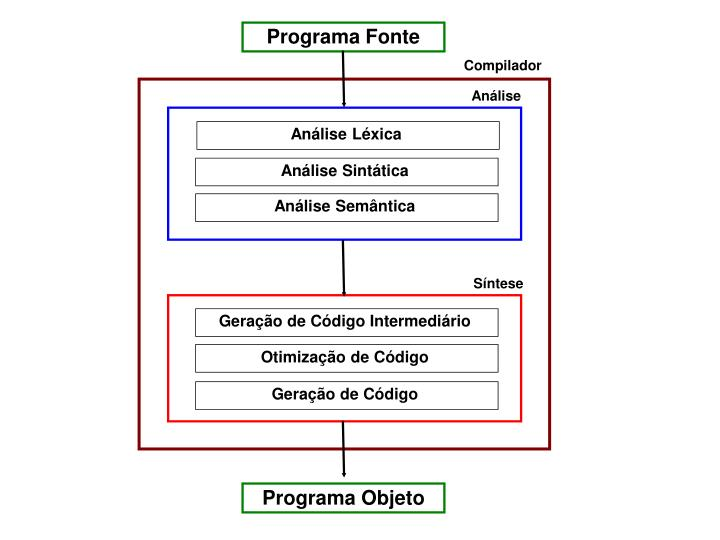 Programa Fonte
Compilador
Análise
Análise Léxica
Análise Sintática
Análise Semântica
Síntese
Geração de Código Intermediário
Otimização de Código
Geração de Código
Programa Objeto